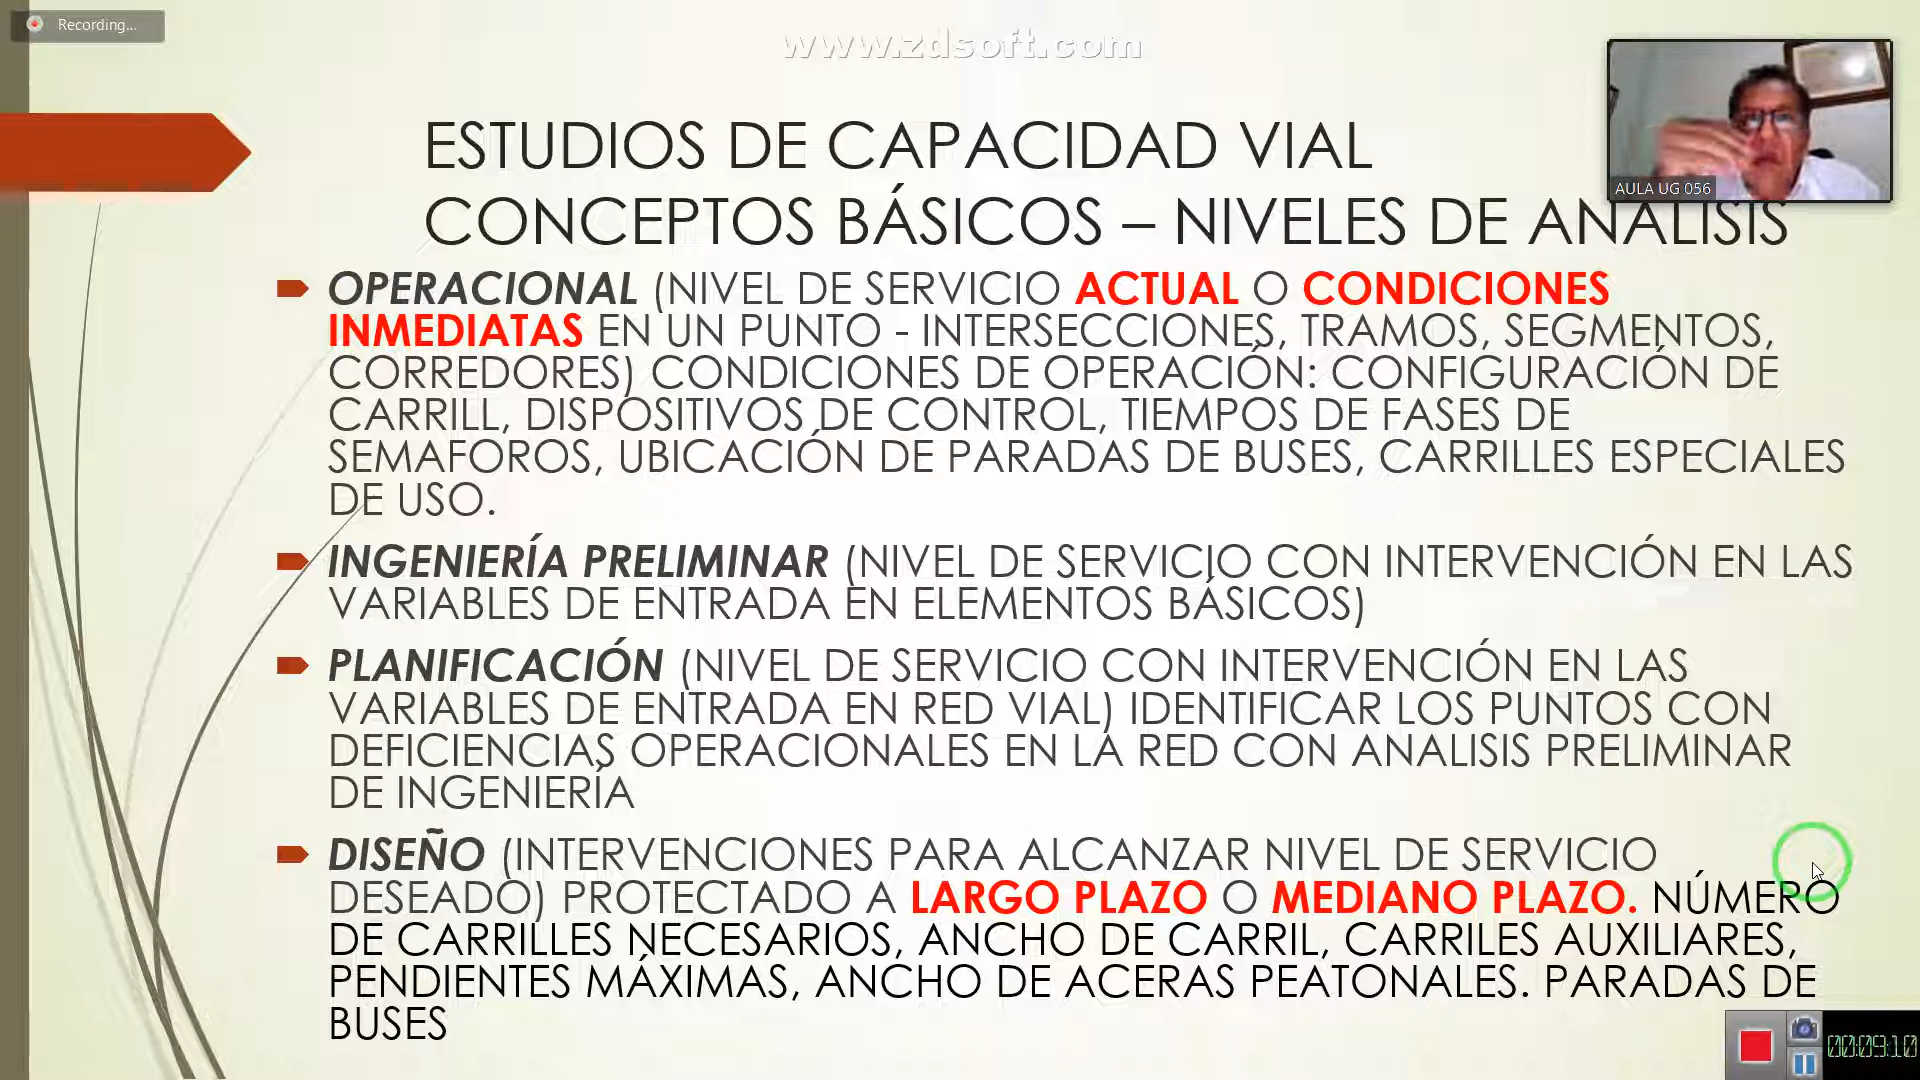 Recording...
www.zdsoft.com
AULA UG 056
ESTUDIOS DE CAPACIDAD VIAL
CONCEPTOS BÁSICOS – NIVELES DE ANALISIS
OPERACIONAL (NIVEL DE SERVICIO ACTUAL O CONDICIONES
INMEDIATAS EN UN PUNTO - INTERSECCIONES, TRAMOS, SEGMENTOS,
CORREDORES) CONDICIONES DE OPERACIÓN: CONFIGURACIÓN DE
CARRILL, DISPOSITIVOS DE CONTROL, TIEMPOS DE FASES DE
SEMAFOROS, UBICACIÓN DE PARADAS DE BUSES, CARRILLES ESPECIALES
DE USO.
INGENIERÍA PRELIMINAR (NIVEL DE SERVICIO CON INTERVENCIÓN EN LAS
VARIABLES DE ENTRADA EN ELEMENTOS BÁSICOS)
PLANIFICACIÓN (NIVEL DE SERVICIO CON INTERVENCIÓN EN LAS
VARIABLES DE ENTRADA EN RED VIAL) IDENTIFICAR LOS PUNTOS CON
DEFICIENCIAS OPERACIONALES EN LA RED CON ANALISIS PRELIMINAR
DE INGENIERÍA
DISEÑO (INTERVENCIONES PARA ALCANZAR NIVEL DE SERVICIO
DESEADO) PROTECTADO A LARGO PLAZO O MEDIANO PLAZO. NÚMERO
DE CARRILLES NECESARIOS, ANCHO DE CARRIL, CARRILES AUXILIARES,
PENDIENTES MÁXIMAS, ANCHO DE ACERAS PEATONALES. PARADAS DE
BUSES
00:09:10